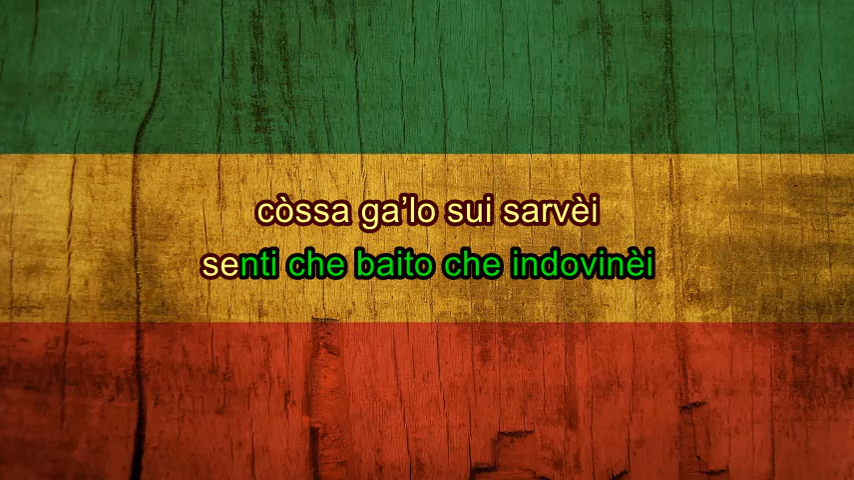 còssa ga’lo sui sarvèi
senti che baito che indovinèi